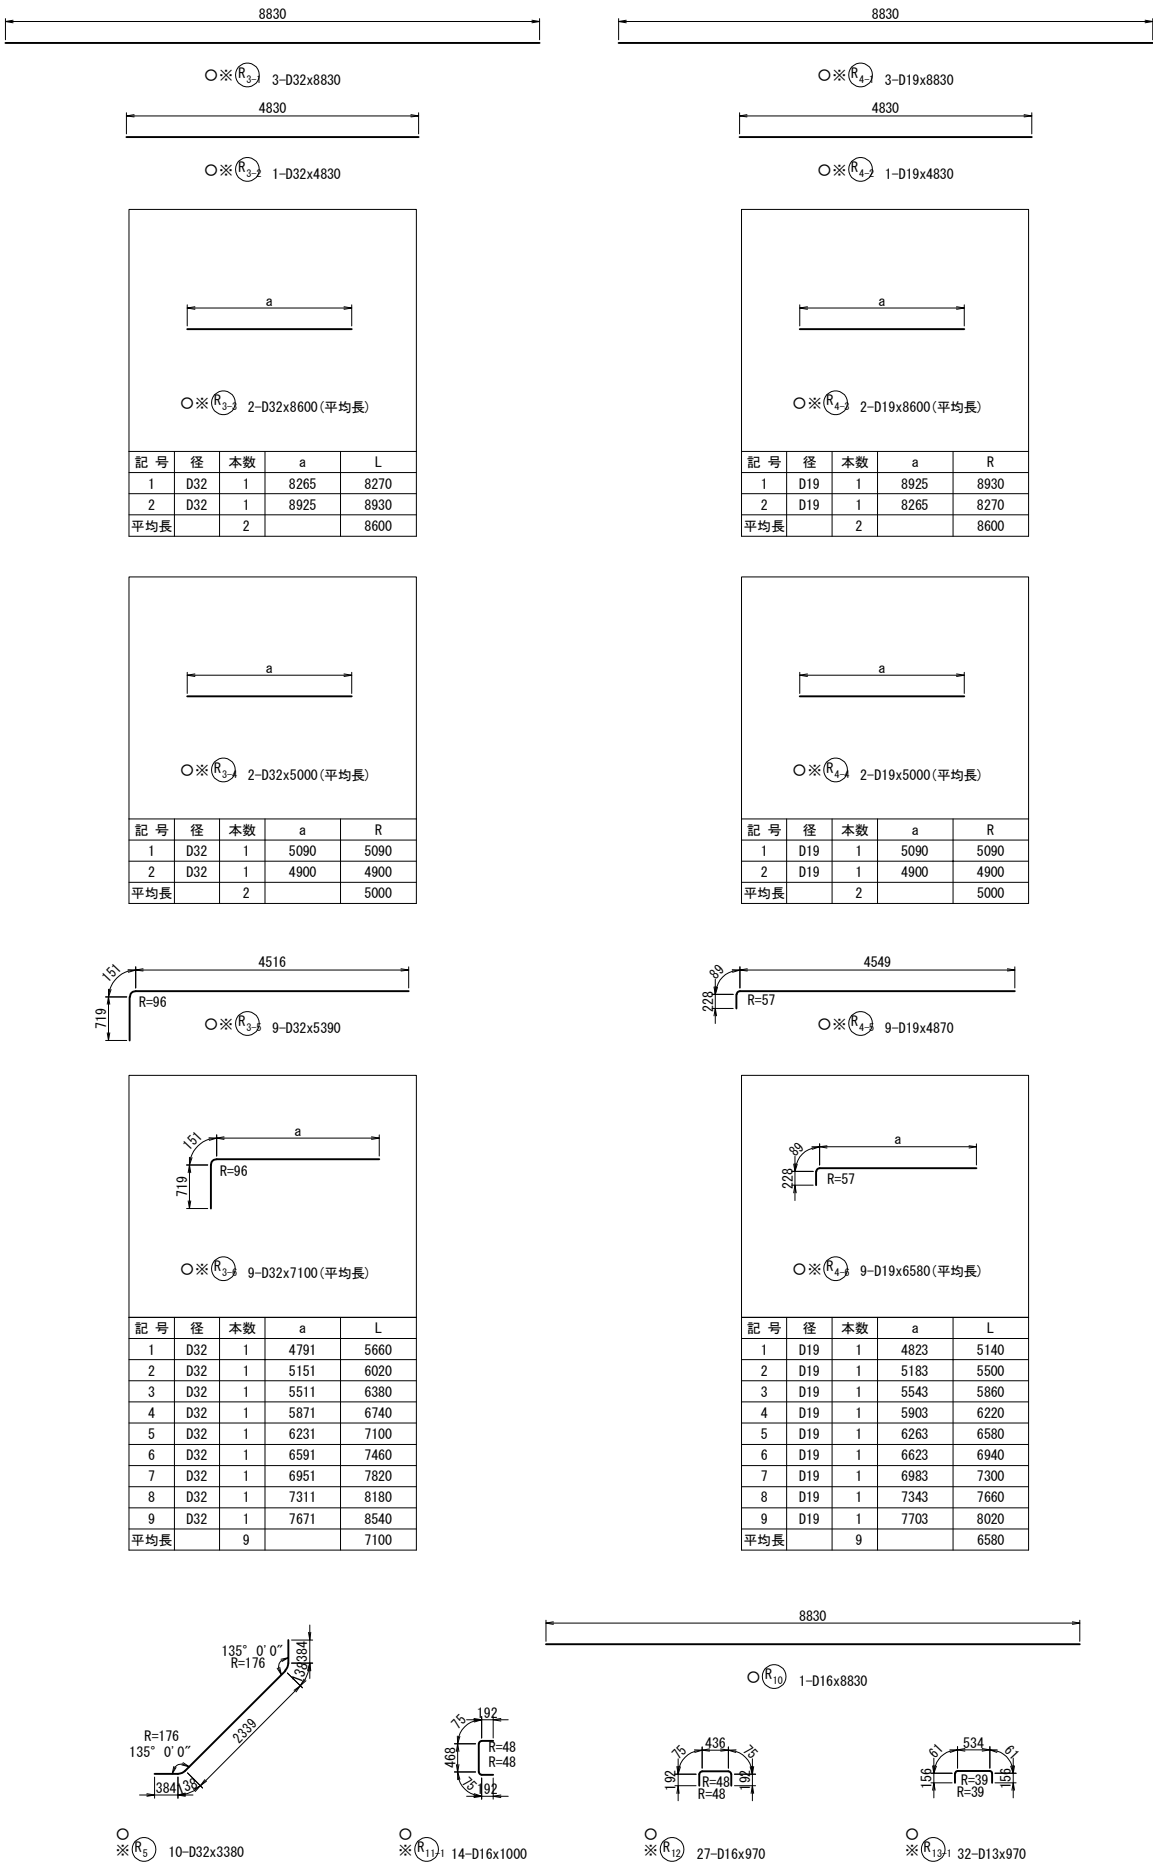 8830 8830
○※R3-1 3-D32x8830 ○※R4-1 3-D19x8830
4830 4830
○※R3-2 1-D32x4830 ○※R4-2 1-D19x4830
a
○※R3-3 2-D32x8600(平均長)
記 号 径 本数 a L
1 D32 1 8265 8270
2 D32 1 8925 8930
平均長 2 8600
a
○※R4-3 2-D19x8600(平均長)
記 号 径 本数 a R
1 D19 1 8925 8930
2 D19 1 8265 8270
平均長 2 8600
a
○※R3-4 2-D32x5000(平均長)
記 号 径 本数 a R
1 D32 1 5090 5090
2 D32 1 4900 4900
平均長 2 5000
a
○※R4-4 2-D19x5000(平均長)
記 号 径 本数 a R
1 D19 1 5090 5090
2 D19 1 4900 4900
平均長 2 5000
151 4516
719 R=96
○※R3-5 9-D32x5390
89 4549
228 R=57
○※R4-5 9-D19x4870
151 a
719 R=96
○※R3-6 9-D32x7100(平均長)
記 号 径 本数 a L
1 D32 1 4791 5660
2 D32 1 5151 6020
3 D32 1 5511 6380
4 D32 1 5871 6740
5 D32 1 6231 7100
6 D32 1 6591 7460
7 D32 1 6951 7820
8 D32 1 7311 8180
9 D32 1 7671 8540
平均長 9 7100
89 a
228 R=57
○※R4-6 9-D19x6580(平均長)
記 号 径 本数 a L
1 D19 1 4823 5140
2 D19 1 5183 5500
3 D19 1 5543 5860
4 D19 1 5903 6220
5 D19 1 6263 6580
6 D19 1 6623 6940
7 D19 1 6983 7300
8 D19 1 7343 7660
9 D19 1 7703 8020
平均長 9 6580
8830
○R10 1-D16x8830
135° 0'0" 384
R=176 138
2339
R=176
135° 0'0"
384 138
○
※R5 10-D32x3380
75 192
R=48
468 R=48
75 192
○
※R11-1 14-D16x1000
75 436 75
192 R=48 192
R=48
○
※R12 27-D16x970
61 534 61
156 R=39 156
R=39
○
※R13-1 32-D13x970